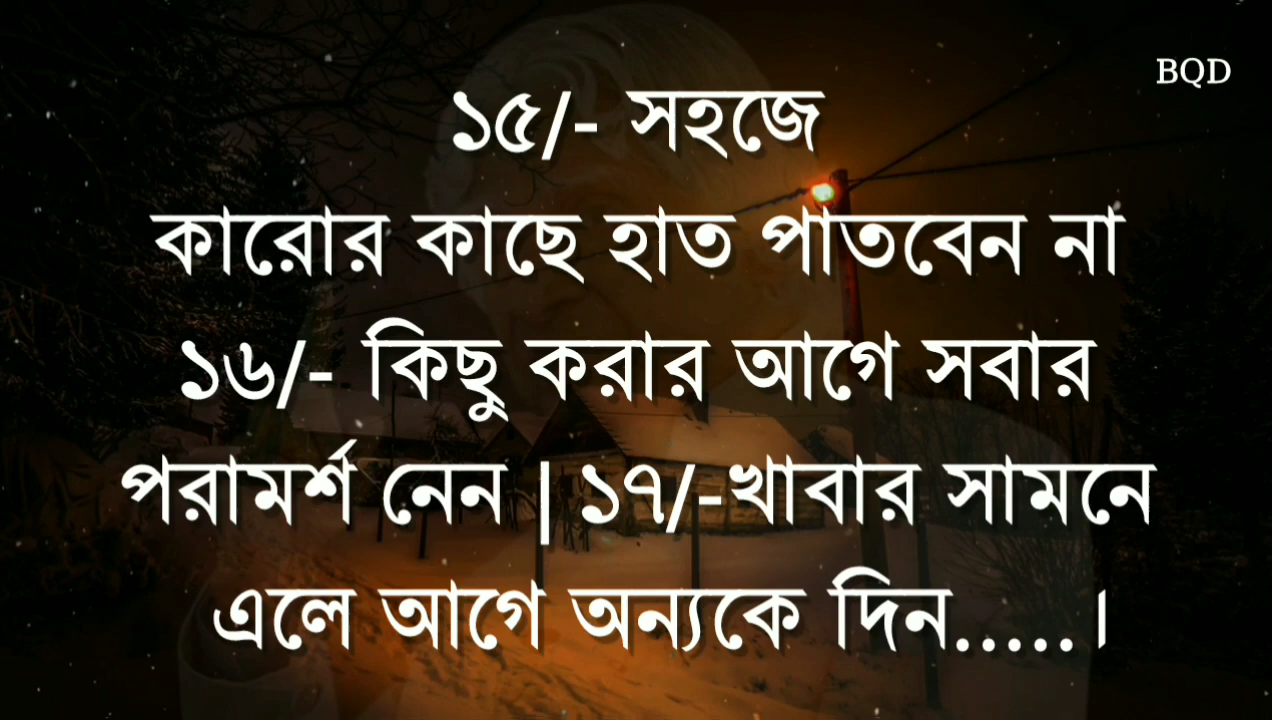 BQD
১৫/- সহজে
কারোর কাছে হাত পাতবেন না
১৬/- কিছু করার আগে সবার
পরামর্শ নেন | ১৭/-খাবার সামনে
এলে আগে অন্যকে দিন.....।